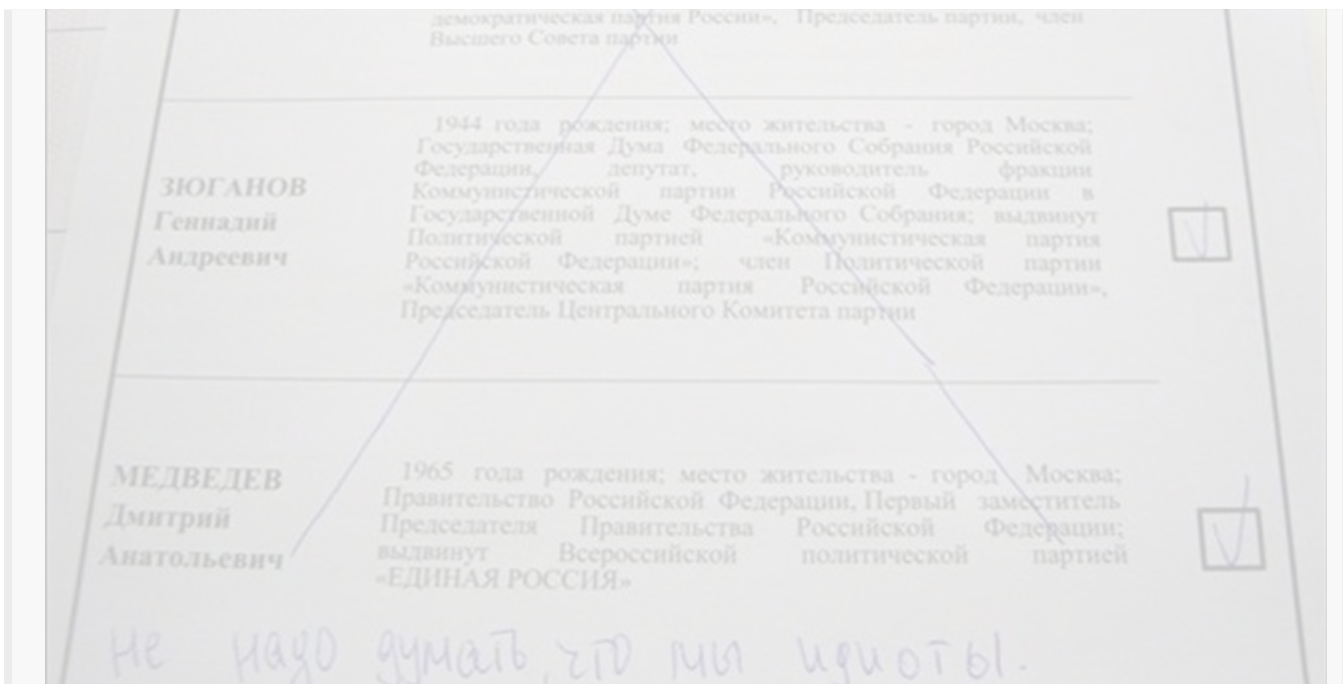 демократическая партия России», Председатель партии, член
Высшего Совета партии
ЗЮГАНОВ
Геннадий
Андреевич
1944 года рождения; место жительства - город Москва;
Государственная Дума Федерального Собрания Российской
Федерации, депутат, руководитель фракции
Коммунистической партии Российской Федерации в
Государственной Думе Федерального Собрания; выдвинут
Политической партией «Коммунистическая партия
Российской Федерации»; член Политической партии
«Коммунистическая партия Российской Федерации»,
Председатель Центрального Комитета партии
МЕДВЕДЕВ
Дмитрий
Анатольевич
1965 года рождения; место жительства - город Москва;
Правительство Российской Федерации, Первый заместитель
Председателя Правительства Российской Федерации;
выдвинут Всероссийской политической партией
«ЕДИНАЯ РОССИЯ»
не надо думать, что мы идиоты.